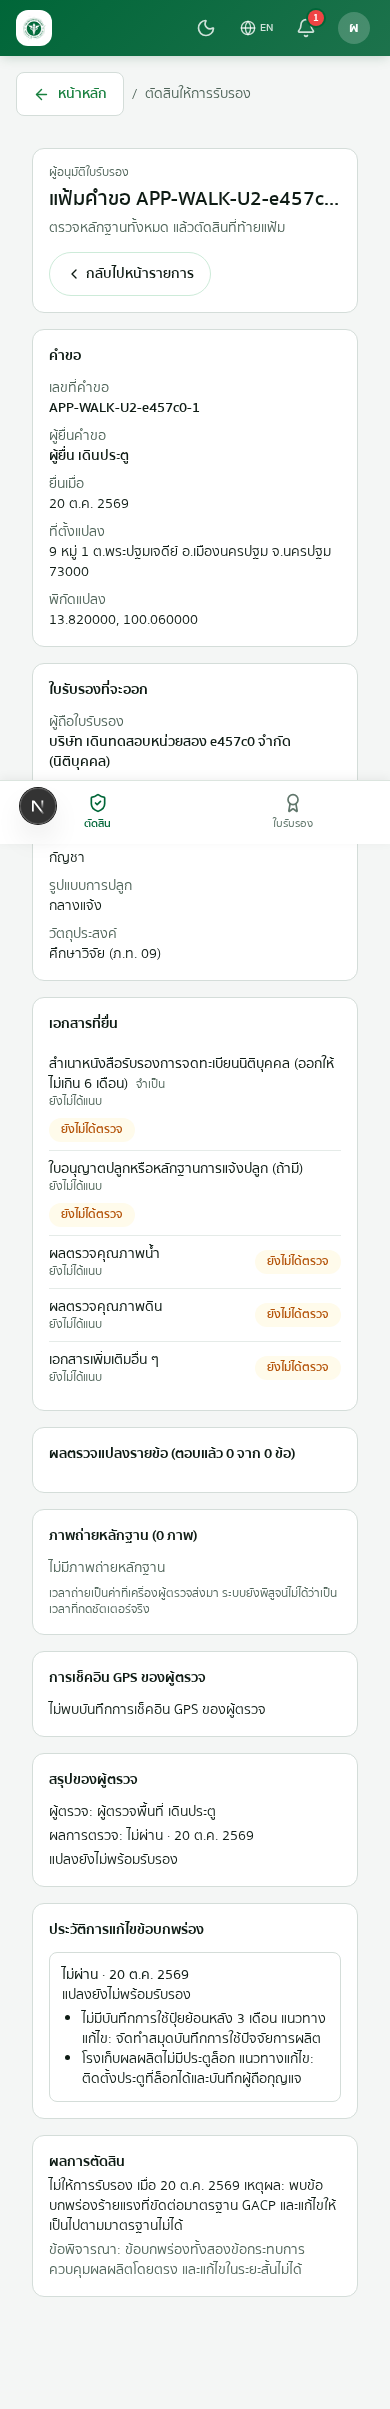 EN
1
ผ
หน้าหลัก / ตัดสินให้การรับรอง
ผู้อนุมัติใบรับรอง
แฟ้มคำขอ APP-WALK-U2-e457c...
ตรวจหลักฐานทั้งหมด แล้วตัดสินที่ท้ายแฟ้ม
กลับไปหน้ารายการ
คำขอ
เลขที่คำขอ
APP-WALK-U2-e457c0-1
ผู้ยื่นคำขอ
ผู้ยื่น เดินประตู
ยื่นเมื่อ
20 ต.ค. 2569
ที่ตั้งแปลง
9 หมู่ 1 ต.พระปฐมเจดีย์ อ.เมืองนครปฐม จ.นครปฐม
73000
พิกัดแปลง
13.820000, 100.060000
ใบรับรองที่จะออก
ผู้ถือใบรับรอง
บริษัท เดินทดสอบหน่วยสอง e457c0 จำกัด
(นิติบุคคล)
N
ตัดสิน
ใบรับรอง
กัญชา
รูปแบบการปลูก
กลางแจ้ง
วัตถุประสงค์
ศึกษาวิจัย (ภ.ท. 09)
เอกสารที่ยื่น
สำเนาหนังสือรับรองการจดทะเบียนนิติบุคคล (ออกให้
ไม่เกิน 6 เดือน) จำเป็น
ยังไม่ได้แนบ
ยังไม่ได้ตรวจ
ใบอนุญาตปลูกหรือหลักฐานการแจ้งปลูก (ถ้ามี)
ยังไม่ได้แนบ
ยังไม่ได้ตรวจ
ผลตรวจคุณภาพน้ำ
ยังไม่ได้แนบ
ยังไม่ได้ตรวจ
ผลตรวจคุณภาพดิน
ยังไม่ได้แนบ
ยังไม่ได้ตรวจ
เอกสารเพิ่มเติมอื่น ๆ
ยังไม่ได้แนบ
ยังไม่ได้ตรวจ
ผลตรวจแปลงรายข้อ (ตอบแล้ว 0 จาก 0 ข้อ)
ภาพถ่ายหลักฐาน (0 ภาพ)
ไม่มีภาพถ่ายหลักฐาน
เวลาถ่ายเป็นค่าที่เครื่องผู้ตรวจส่งมา ระบบยังพิสูจน์ไม่ได้ว่าเป็น
เวลาที่กดชัตเตอร์จริง
การเช็คอิน GPS ของผู้ตรวจ
ไม่พบบันทึกการเช็คอิน GPS ของผู้ตรวจ
สรุปของผู้ตรวจ
ผู้ตรวจ: ผู้ตรวจพื้นที่ เดินประตู
ผลการตรวจ: ไม่ผ่าน · 20 ต.ค. 2569
แปลงยังไม่พร้อมรับรอง
ประวัติการแก้ไขข้อบกพร่อง
ไม่ผ่าน · 20 ต.ค. 2569
แปลงยังไม่พร้อมรับรอง
• ไม่มีบันทึกการใช้ปุ๋ยย้อนหลัง 3 เดือน แนวทาง
แก้ไข: จัดทำสมุดบันทึกการใช้ปัจจัยการผลิต
• โรงเก็บผลผลิตไม่มีประตูล็อก แนวทางแก้ไข:
ติดตั้งประตูที่ล็อกได้และบันทึกผู้ถือกุญแจ
ผลการตัดสิน
ไม่ให้การรับรอง เมื่อ 20 ต.ค. 2569 เหตุผล: พบข้อ
บกพร่องร้ายแรงที่ขัดต่อมาตรฐาน GACP และแก้ไขให้
เป็นไปตามมาตรฐานไม่ได้
ข้อพิจารณา: ข้อบกพร่องทั้งสองข้อกระทบการ
ควบคุมผลผลิตโดยตรง และแก้ไขในระยะสั้นไม่ได้